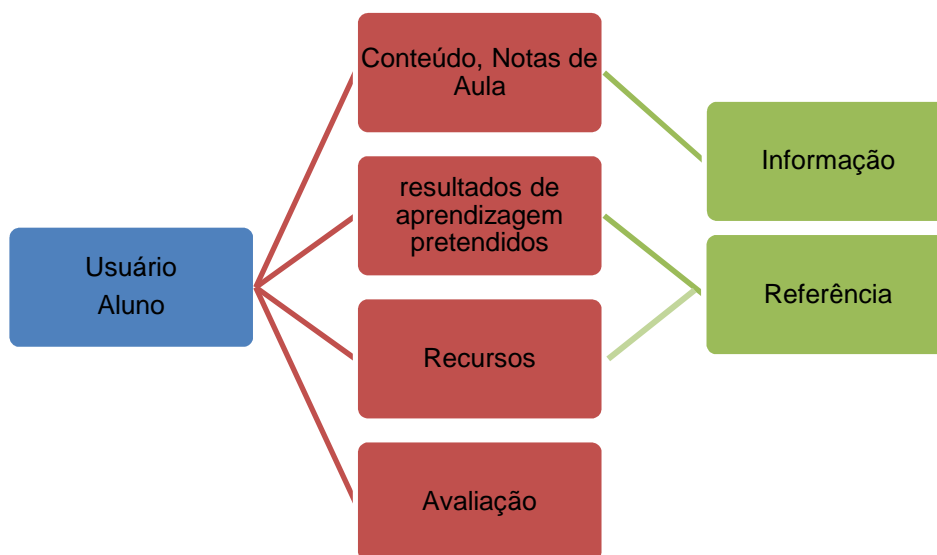 Usuário
Aluno
Conteúdo, Notas de
Aula
resultados de
aprendizagem
pretendidos
Recursos
Avaliação
Informação
Referência